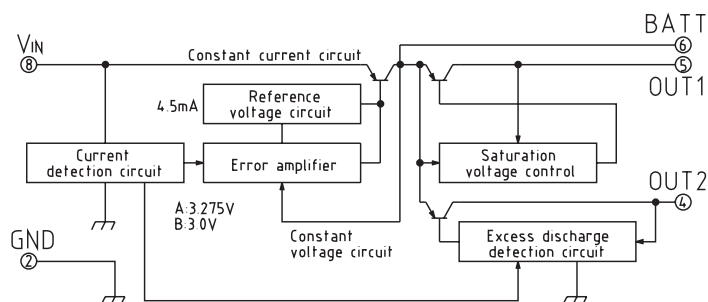 BATT
6
VIN
8
Constant current circuit
5
OUT1
4.5mA
Reference
voltage circuit
Current
detection circuit
Error amplifier
Saturation
voltage control
OUT2
4
A:3.275V
B:3.0V
GND
2
Constant
voltage circuit
Excess discharge
detection circuit